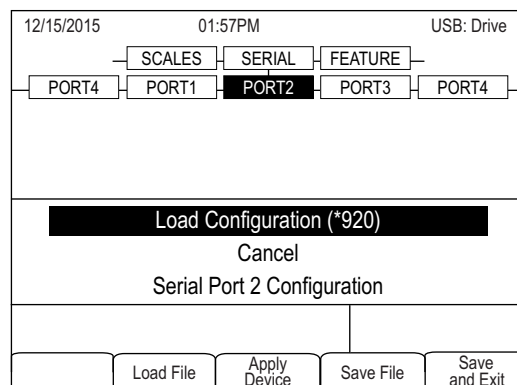 12/15/2015 01:57PM USB: Drive
SCALES SERIAL FEATURE
PORT4 PORT1 PORT2 PORT3 PORT4
Load Configuration (*920)
Cancel
Serial Port 2 Configuration
Load File Apply Device Save File Save and Exit